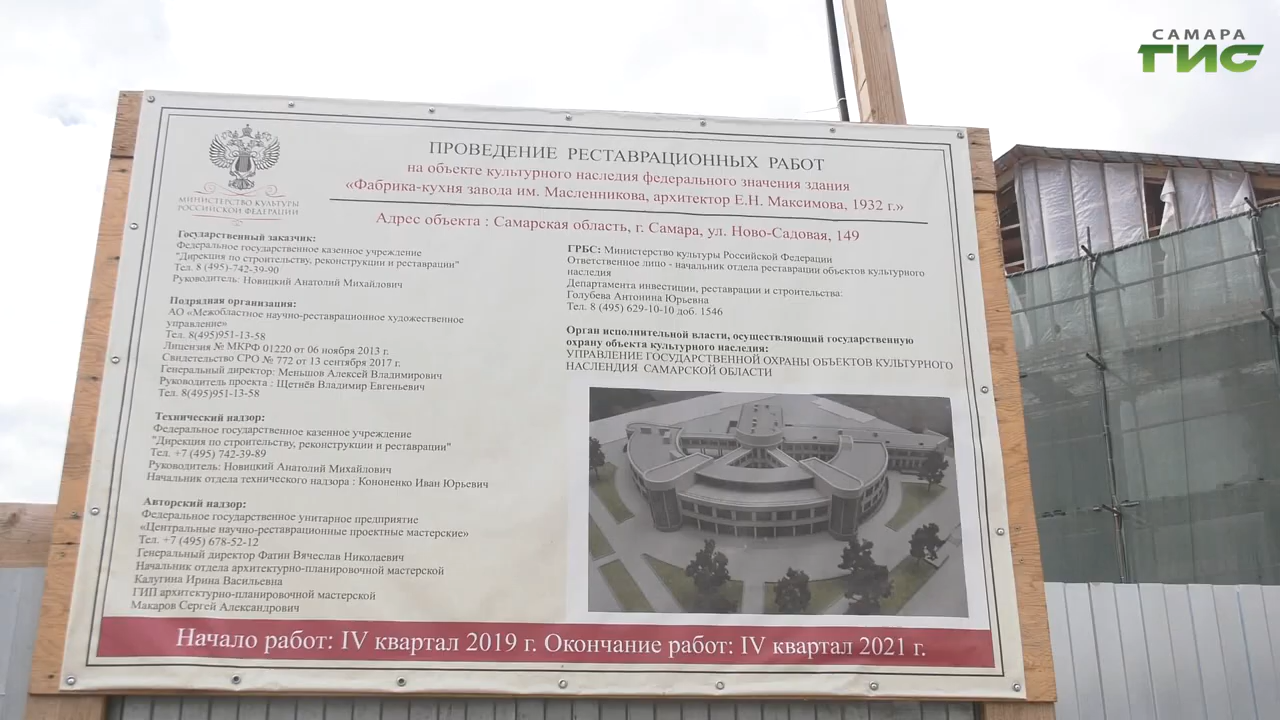 САМАРА
ГИС
ПРОВЕДЕНИЕ РЕСТАВРАЦИОННЫХ РАБОТ
на объекте культурного наследия федерального значения здания
«Фабрика-кухня завода им. Масленникова, архитектор Е.Н. Максимова, 1932 г.»
МИНИСТЕРСТВО КУЛЬТУРЫ
РОССИЙСКОЙ ФЕДЕРАЦИИ
Адрес объекта : Самарская область, г. Самара, ул. Ново-Садовая, 149
Государственный заказчик:
Федеральное государственное казенное учреждение
"Дирекция по строительству, реконструкции и реставрации"
Тел. 8 (495)-742-39-90
Руководитель: Новицкий Анатолий Михайлович
Подрядная организация:
АО «Межобластное научно-реставрационное художественное
управление»
Тел. 8(495)951-13-58
Лицензия № МКРФ 01220 от 06 ноября 2013 г.
Свидетельство СРО № 772 от 13 сентября 2017 г.
Генеральный директор: Меньшов Алексей Владимирович
Руководитель проекта : Щетнёв Владимир Евгеньевич
Тел. 8(495)951-13-58
Технический надзор:
Федеральное государственное казенное учреждение
"Дирекция по строительству, реконструкции и реставрации"
Тел. +7 (495) 742-39-89
Руководитель: Новицкий Анатолий Михайлович
Начальник отдела технического надзора : Кононенко Иван Юрьевич
Авторский надзор:
Федеральное государственное унитарное предприятие
«Центральные научно-реставрационные проектные мастерские»
Тел. +7 (495) 678-52-12
Генеральный директор Фатин Вячеслав Николаевич
Начальник отдела архитектурно-планировочной мастерской
Калугина Ирина Васильевна
ГИП архитектурно-планировочной мастерской
Макаров Сергей Александрович
ГРБС: Министерство культуры Российской Федерации
Ответственное лицо - начальник отдела реставрации объектов культурного
наследия
Департамента инвестиции, реставрации и строительства:
Голубева Антонина Юрьевна
Тел. 8 (495) 629-10-10 доб. 1546
Орган исполнительной власти, осуществляющий государственную
охрану объекта культурного наследия:
УПРАВЛЕНИЕ ГОСУДАРСТВЕННОЙ ОХРАНЫ ОБЪЕКТОВ КУЛЬТУРНОГО
НАСЛЕНДИЯ САМАРСКОЙ ОБЛАСТИ
Начало работ: IV квартал 2019 г. Окончание работ: IV квартал 2021 г.